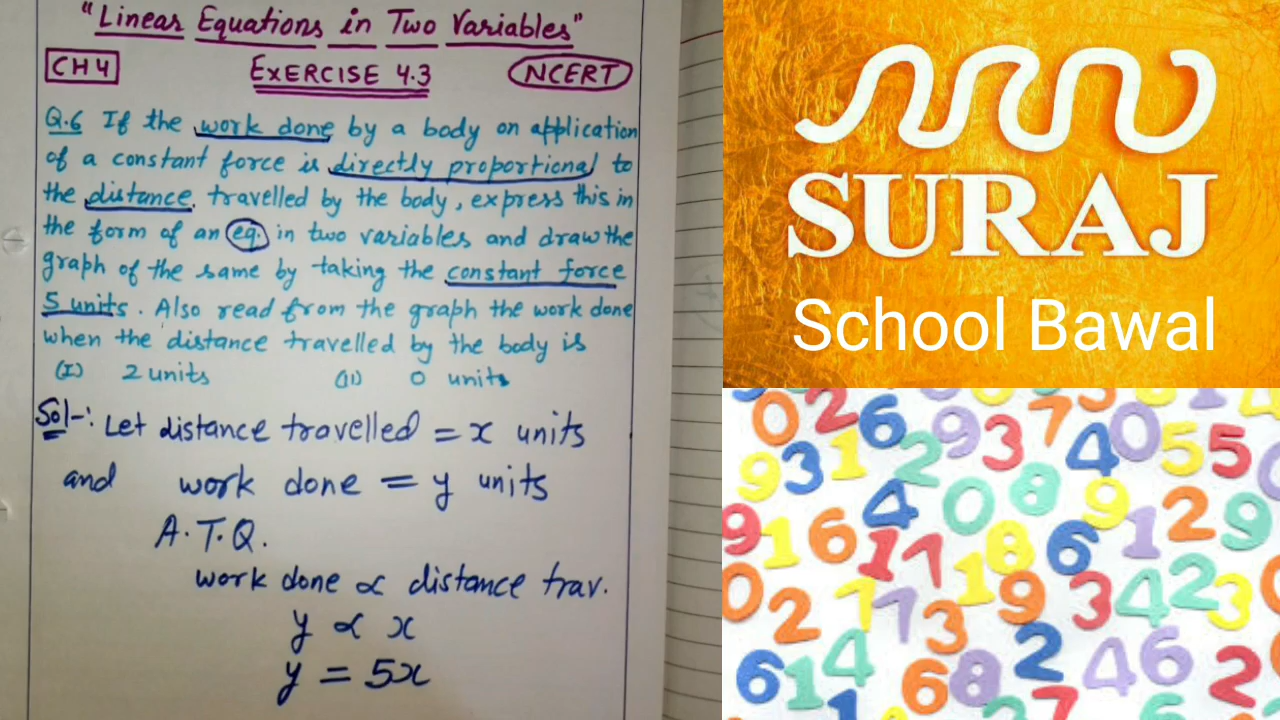 "Linear Equations in Two Variables"
CH 4 EXERCISE 4.3 NCERT
Q.6 If the work done by a body on application
of a constant force is directly proportional to
the distance travelled by the body, express this in
the form of an eq. in two variables and draw the
graph of the same by taking the constant force
5 units. Also read from the graph the work done
when the distance travelled by the body is
(I) 2 units (II) 0 units
Sol-: Let distance travelled = x units
and work done = y units
A.T.Q.
work done ∝ distance trav.
y ∝ x
y = 5x
SURAJ
School Bawal